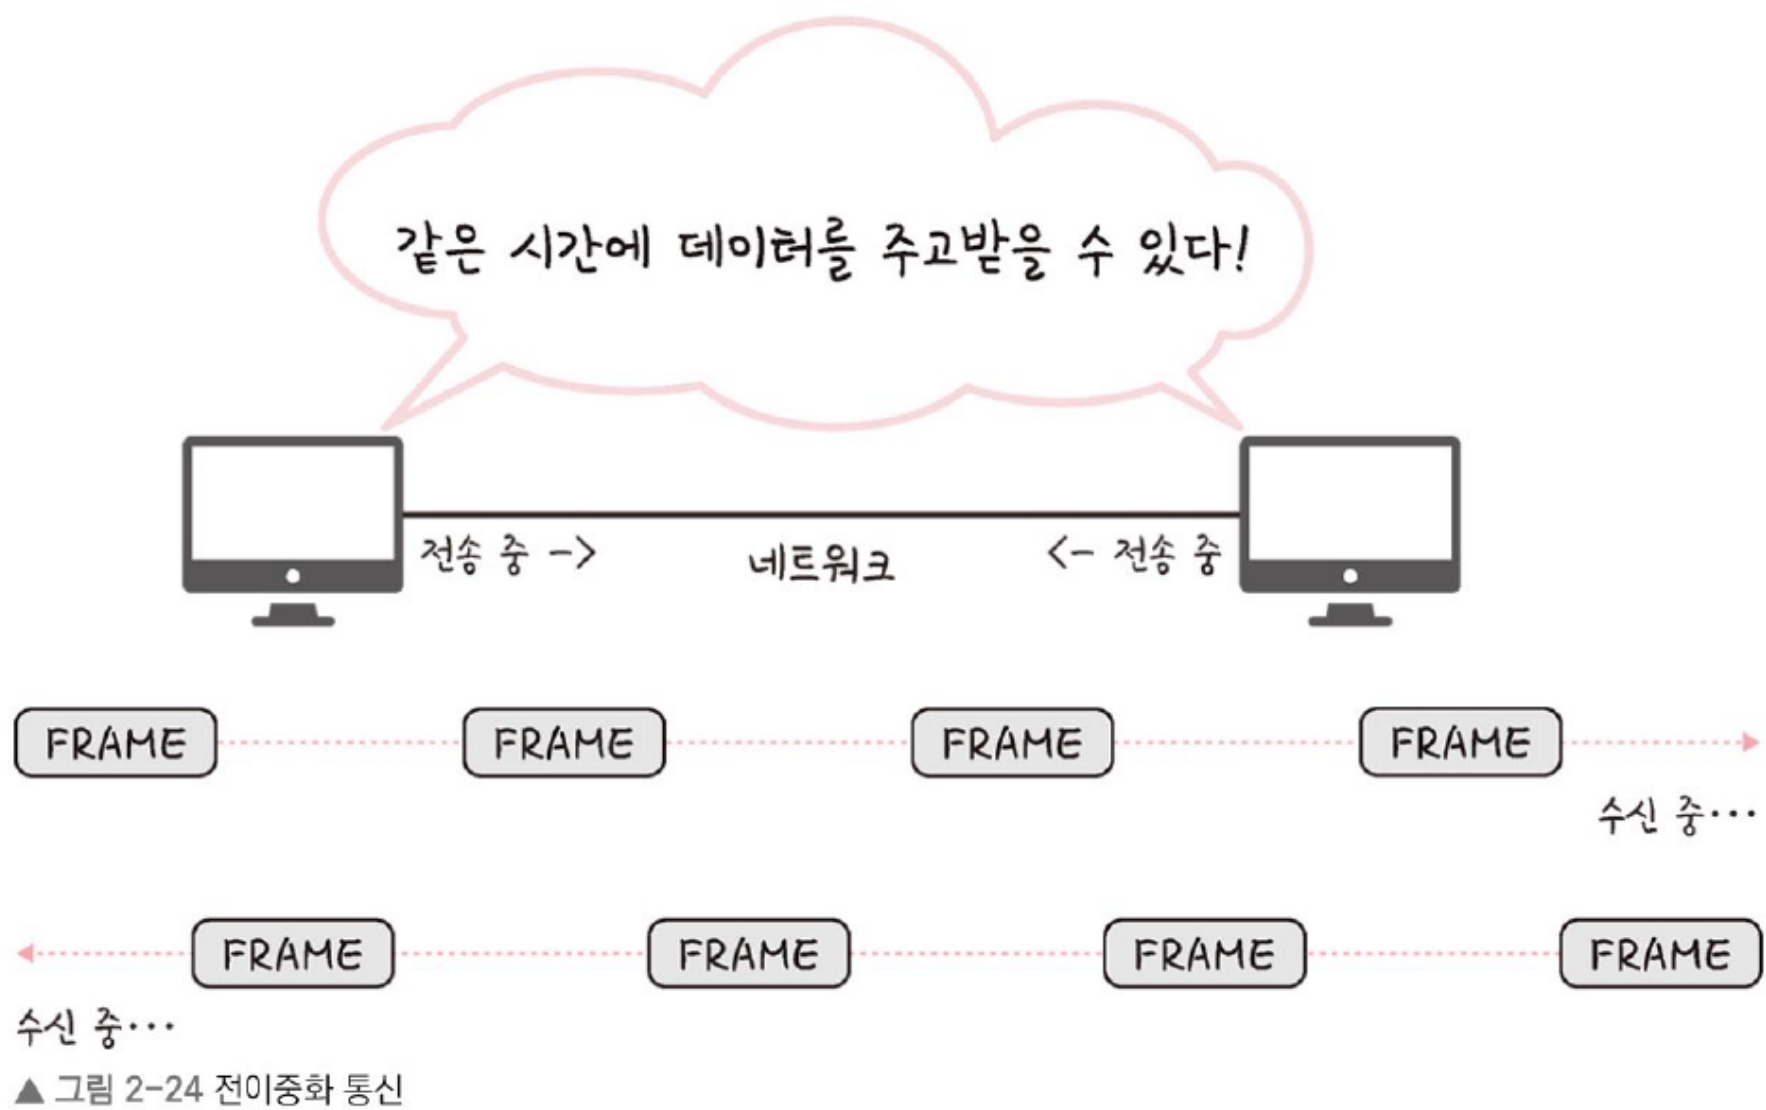 같은 시간에 데이터를 주고받을 수 있다!
전송 중 -> 네트워크 <- 전송 중
FRAME FRAME FRAME FRAME
수신 중···
FRAME FRAME FRAME FRAME
수신 중···
▲ 그림 2-24 전이중화 통신